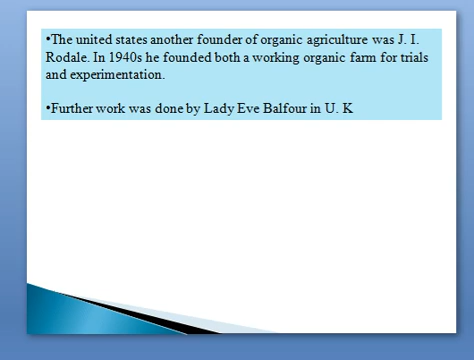 •The united states another founder of organic agriculture was J. I.
Rodale. In 1940s he founded both a working organic farm for trials
and experimentation.
•Further work was done by Lady Eve Balfour in U. K